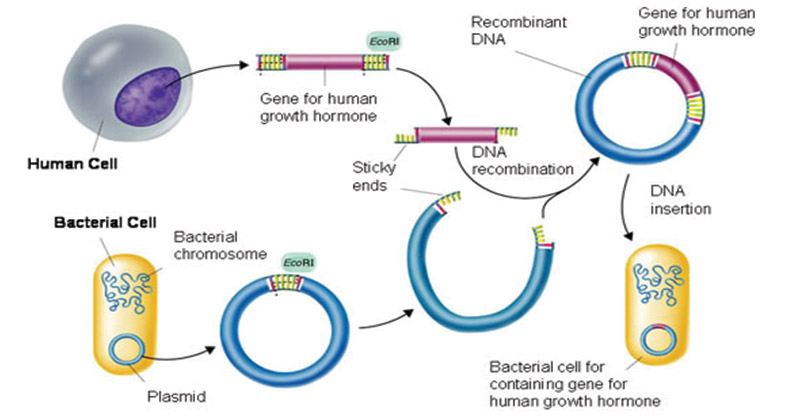 Human Cell
EcoRI
Gene for human
growth hormone
Sticky
ends
DNA
recombination
Recombinant
DNA
Gene for human
growth hormone
DNA
insertion
Bacterial Cell
Bacterial
chromosome
EcoRI
Plasmid
Bacterial cell for
containing gene for
human growth hormone